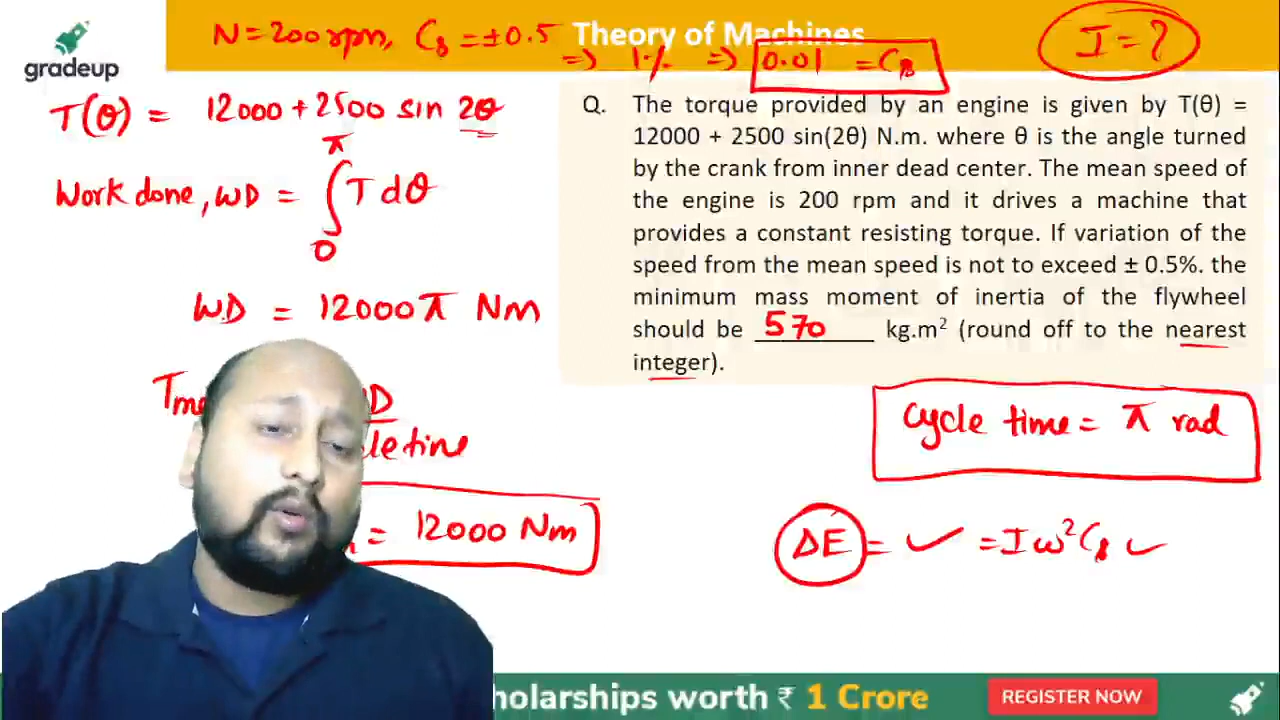 N=200rpm, Cs = ±0.5 Theory of Machines
=> 1% => 0.01 = Cs
I = ?
gradeup
T(θ) = 12000 + 2500 sin 2θ
Work done, WD = ∫₀^π T dθ
WD = 12000π Nm
D
le time
= 12000 Nm
Q. The torque provided by an engine is given by T(θ) =
12000 + 2500 sin(2θ) N.m. where θ is the angle turned
by the crank from inner dead center. The mean speed of
the engine is 200 rpm and it drives a machine that
provides a constant resisting torque. If variation of the
speed from the mean speed is not to exceed ± 0.5%. the
minimum mass moment of inertia of the flywheel
should be 570 kg.m² (round off to the nearest
integer).
Cycle time = π rad
ΔE = ✓ = Iω²Cs ✓
cholarships worth ₹ 1 Crore
REGISTER NOW